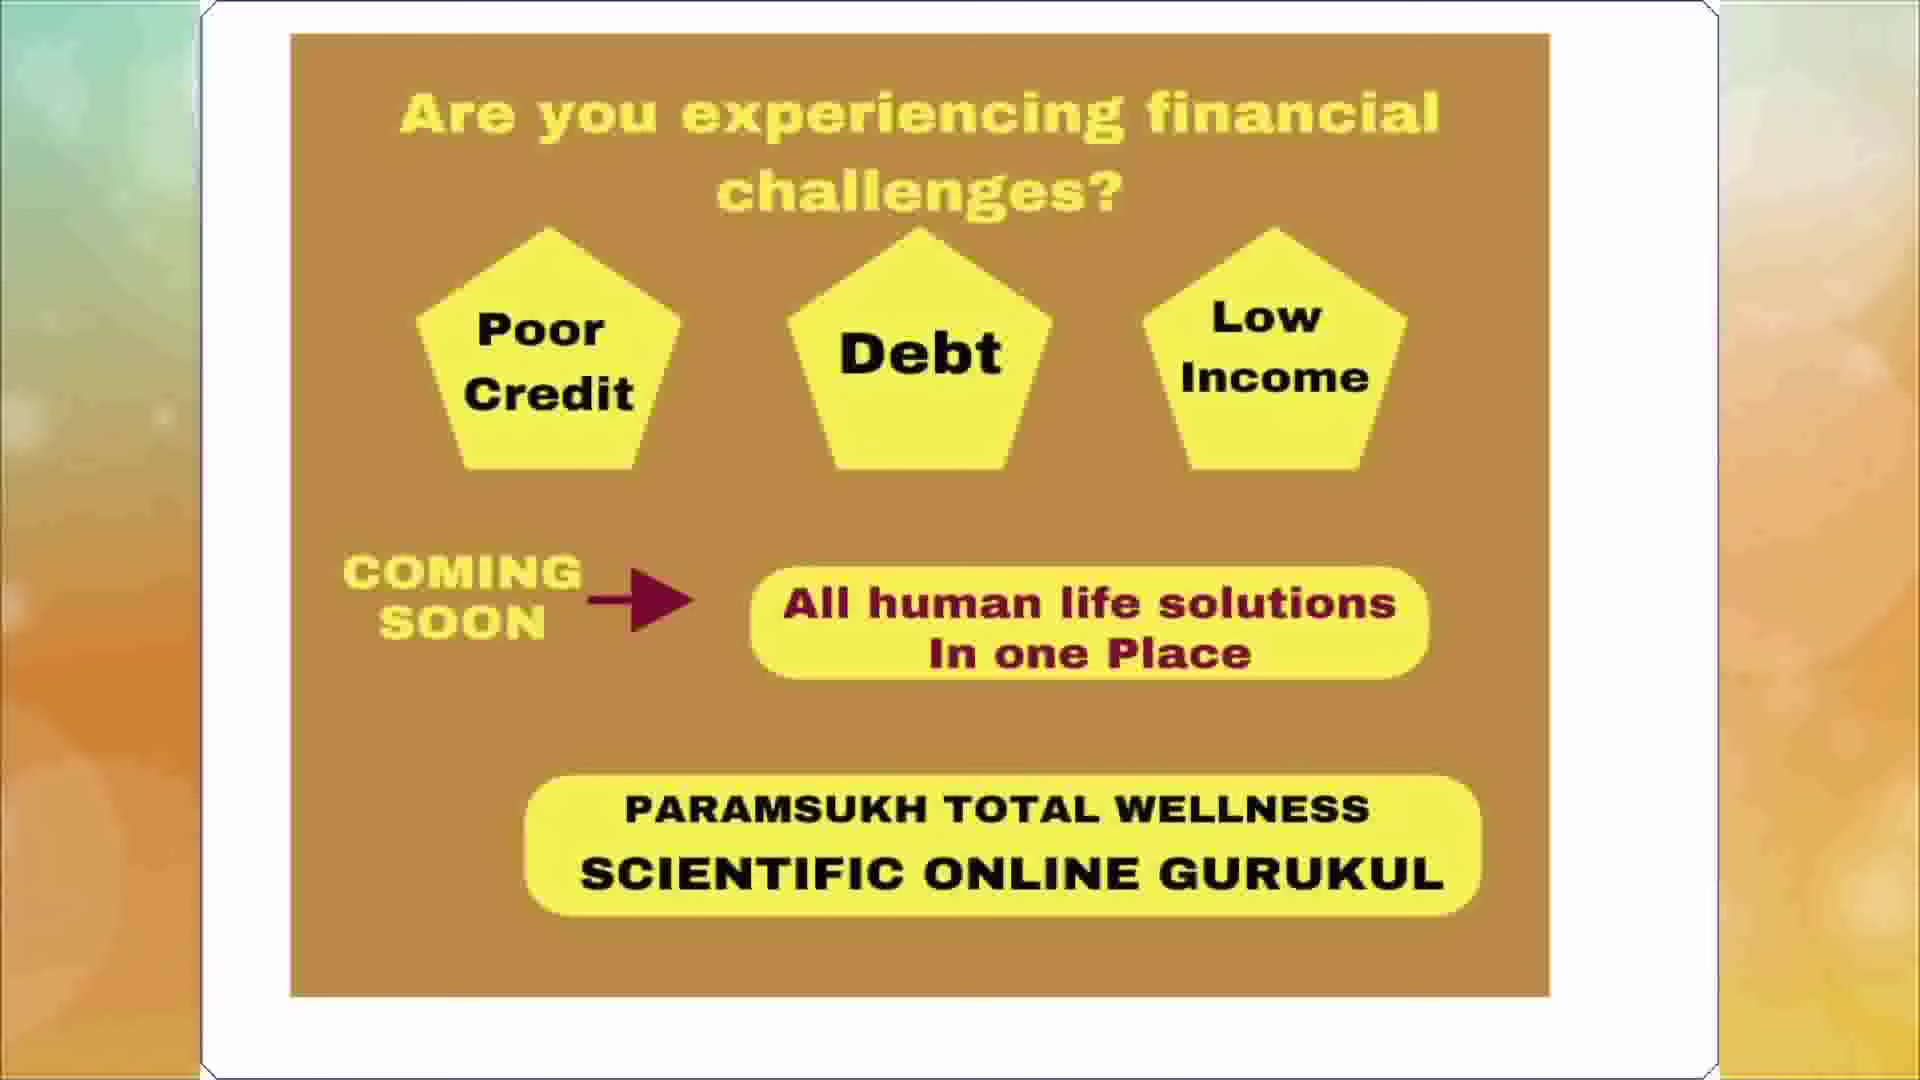 Are you experiencing financial
challenges?
Poor
Credit
Debt
Low
Income
COMING
SOON
All human life solutions
In one Place
PARAMSUKH TOTAL WELLNESS
SCIENTIFIC ONLINE GURUKUL